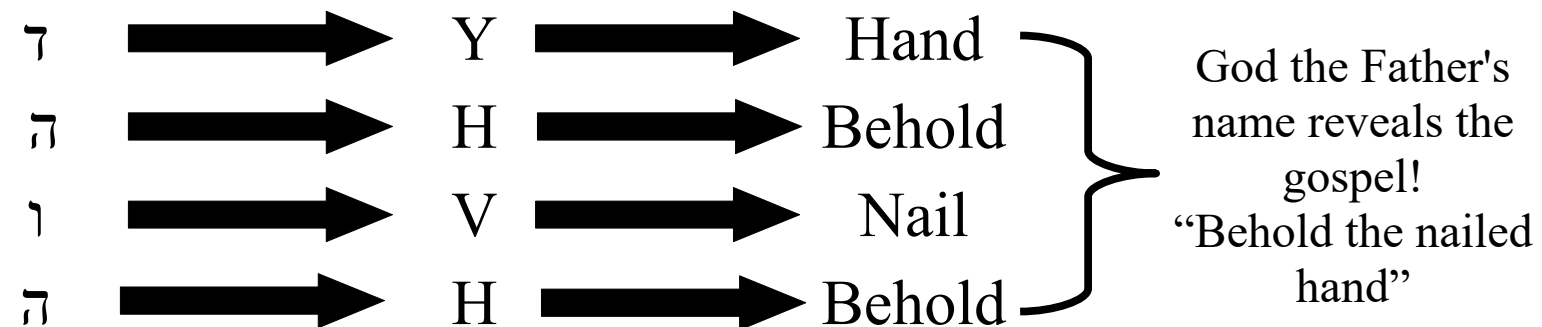 ד Y Hand
ה H Behold
ו V Nail
ה H Behold
God the Father's
name reveals the
gospel!
“Behold the nailed
hand”